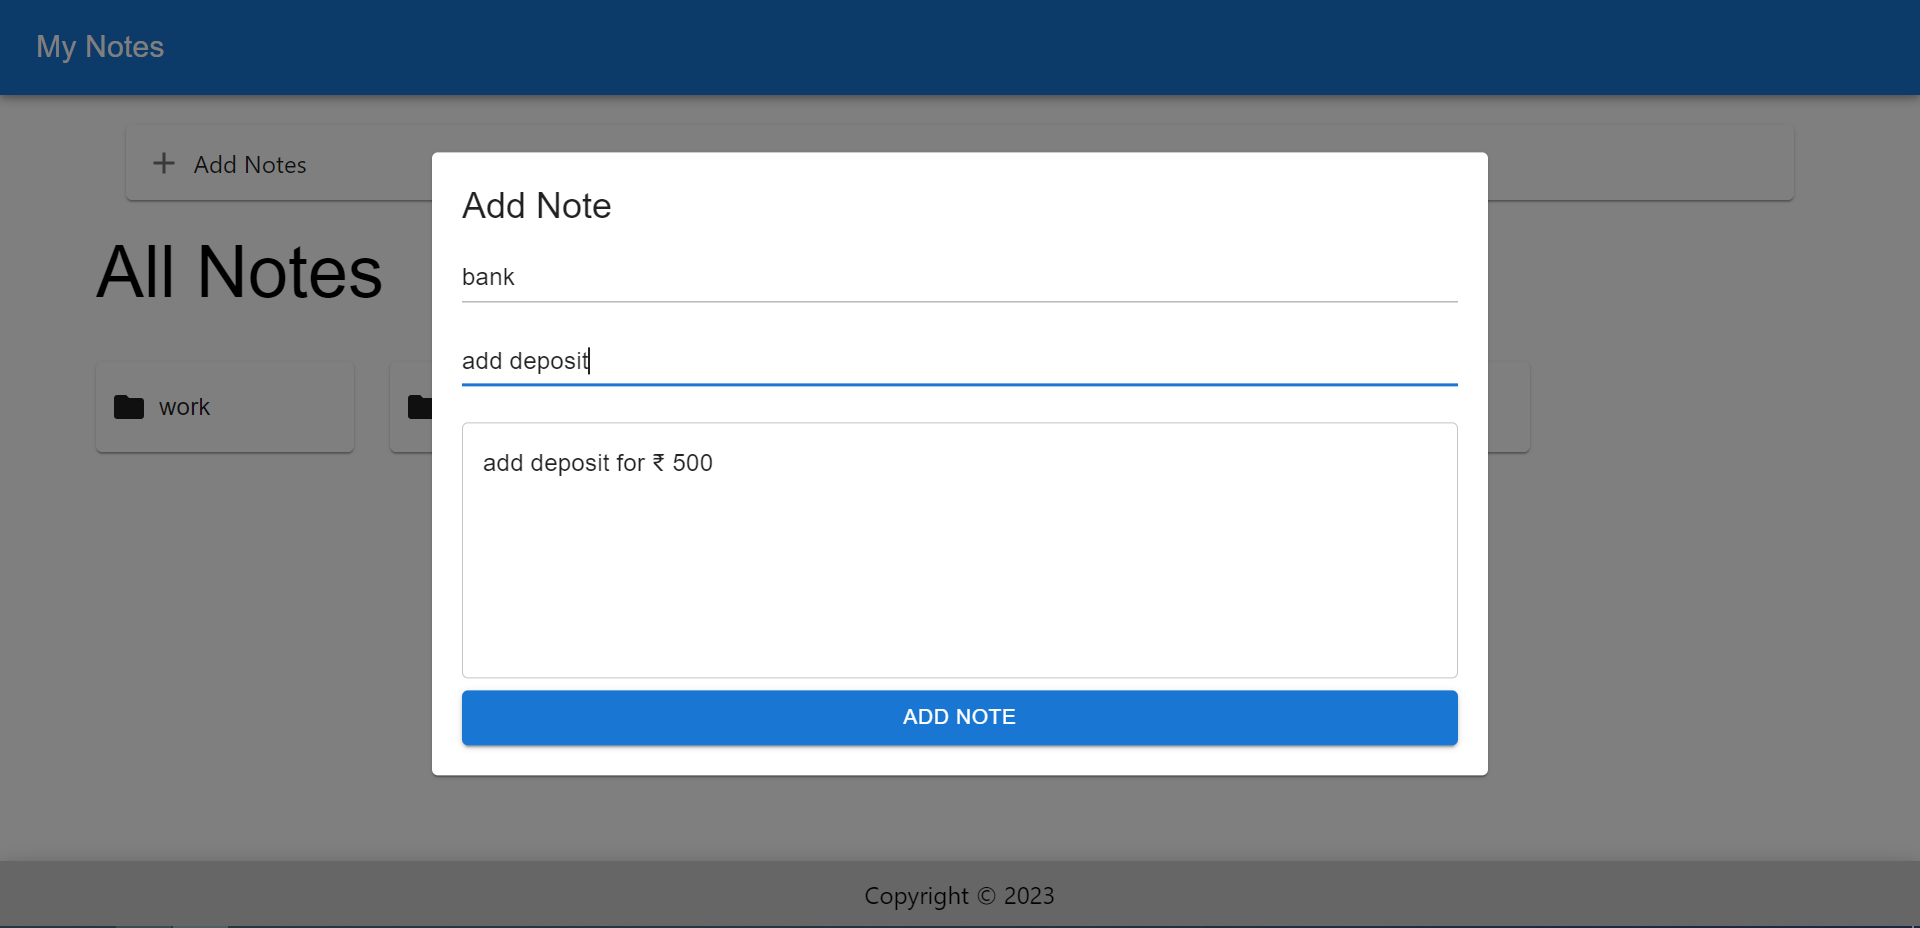 My Notes
Add Notes
Add Note
All Notes
bank
add deposit
work
add deposit for ₹ 500
ADD NOTE
Copyright © 2023